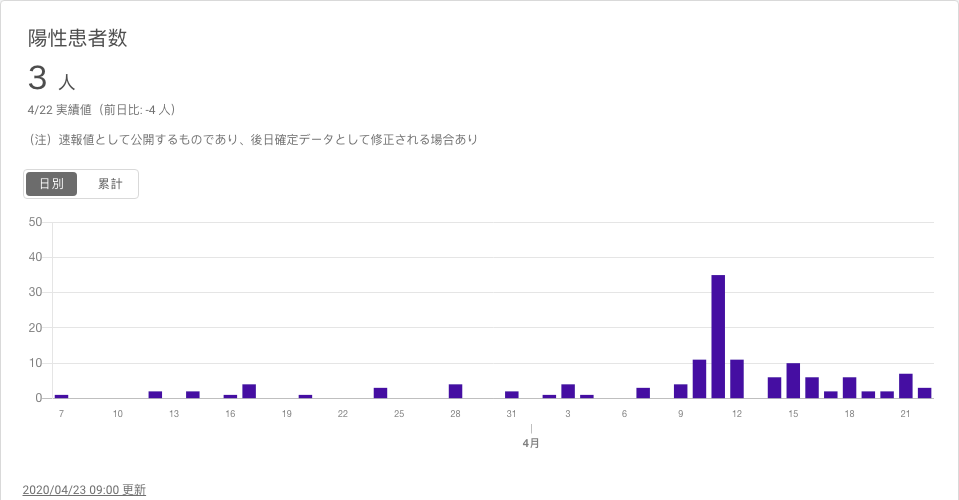 陽性患者数
3 人
4/22 実績値（前日比: -4 人）
（注）速報値として公開するものであり、後日確定データとして修正される場合あり
日別 累計
50
40
30
20
10
0
7 10 13 16 19 22 25 28 31 3 6 9 12 15 18 21
4月
2020/04/23 09:00 更新